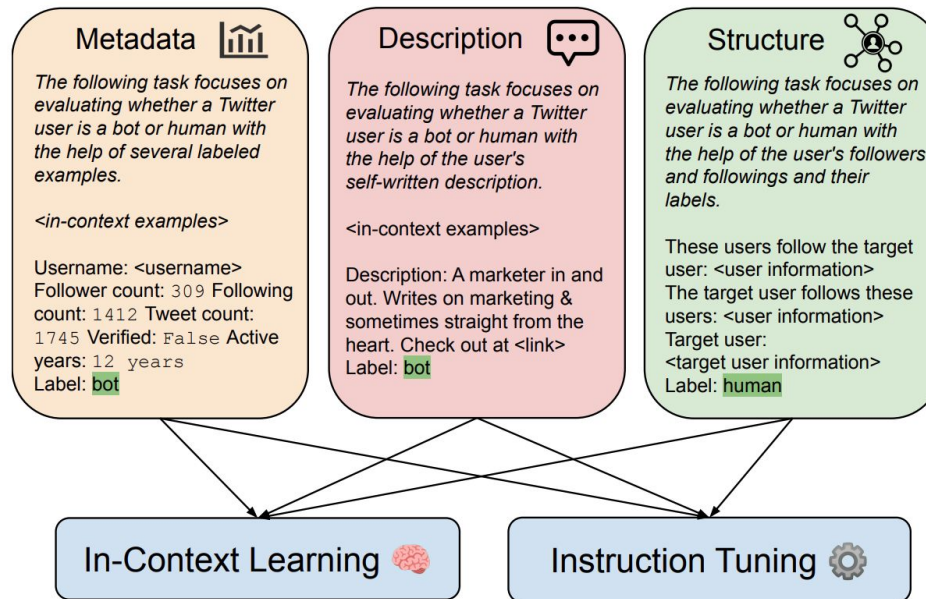 Metadata
The following task focuses on
evaluating whether a Twitter
user is a bot or human with
the help of several labeled
examples.
<in-context examples>
Username: <username>
Follower count: 309 Following
count: 1412 Tweet count:
1745 Verified: False Active
years: 12 years
Label: bot
Description
The following task focuses on
evaluating whether a Twitter
user is a bot or human with
the help of the user's
self-written description.
<in-context examples>
Description: A marketer in and
out. Writes on marketing &
sometimes straight from the
heart. Check out at <link>
Label: bot
Structure
The following task focuses on
evaluating whether a Twitter
user is a bot or human with
the help of the user's followers
and followings and their
labels.
These users follow the target
user: <user information>
The target user follows these
users: <user information>
Target user:
<target user information>
Label: human
In-Context Learning
Instruction Tuning